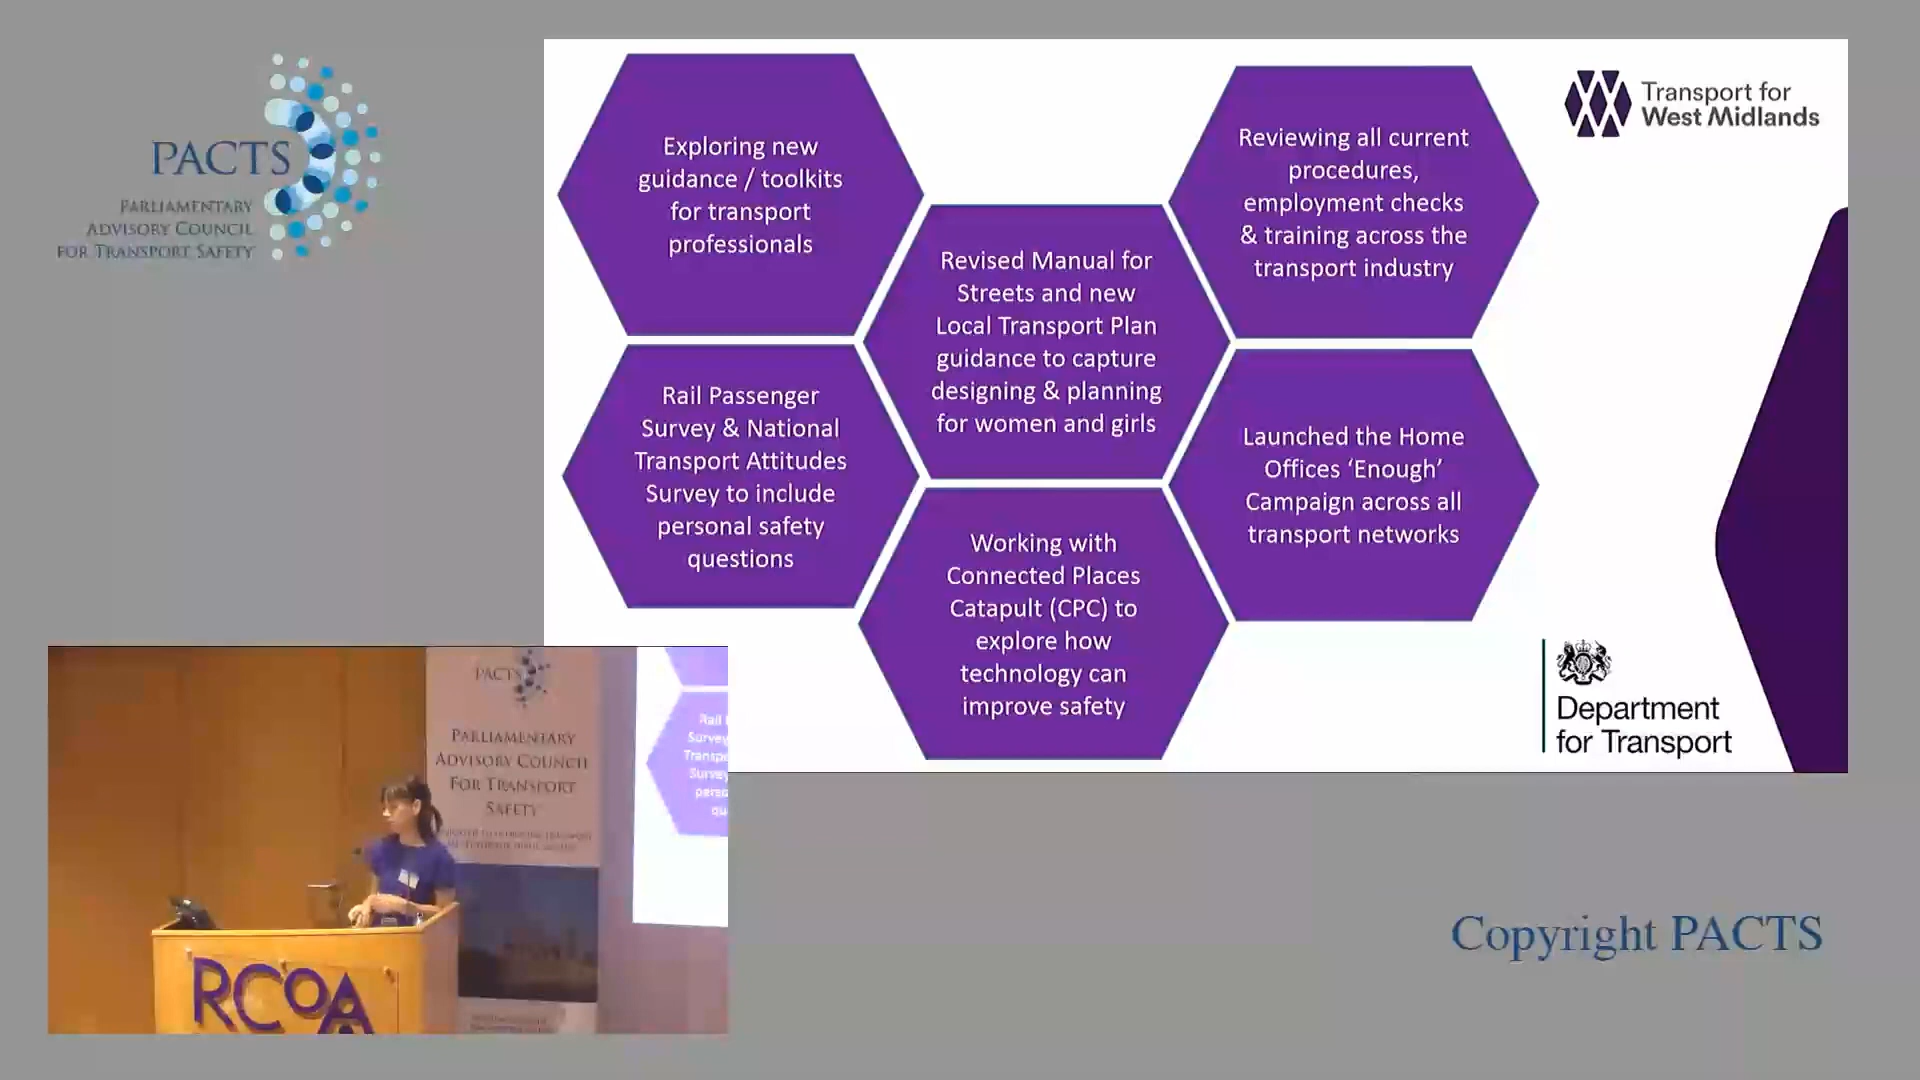 PACTS
PARLIAMENTARY
ADVISORY COUNCIL
FOR TRANSPORT SAFETY
Exploring new
guidance / toolkits
for transport
professionals
Rail Passenger
Survey & National
Transport Attitudes
Survey to include
personal safety
questions
Revised Manual for
Streets and new
Local Transport Plan
guidance to capture
designing & planning
for women and girls
Working with
Connected Places
Catapult (CPC) to
explore how
technology can
improve safety
Reviewing all current
procedures,
employment checks
& training across the
transport industry
Launched the Home
Offices ‘Enough’
Campaign across all
transport networks
Transport for
West Midlands
Department
for Transport
PACTS
PARLIAMENTARY
ADVISORY COUNCIL
FOR TRANSPORT
SAFETY
RCOA
Copyright PACTS